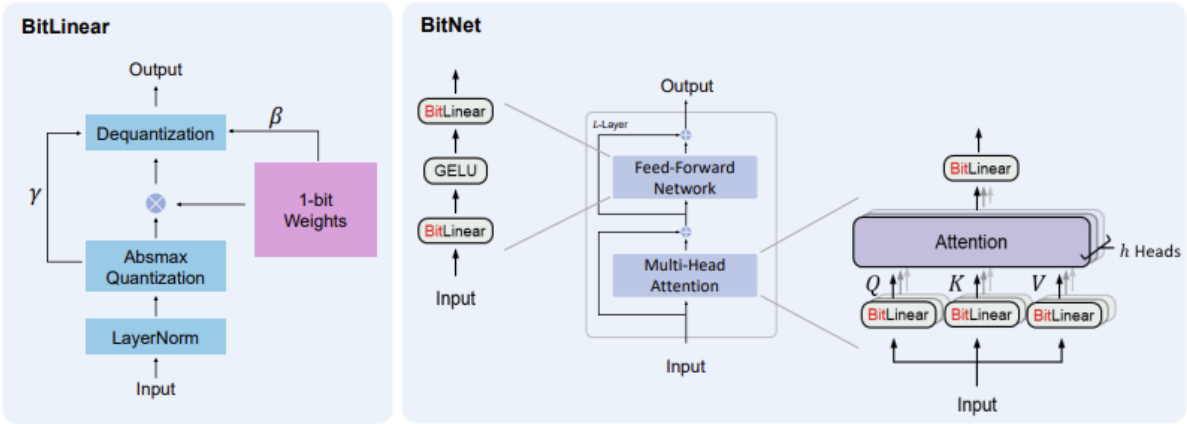 BitLinear
Output
Dequantization
β
γ
1-bit
Weights
Absmax
Quantization
LayerNorm
Input
BitNet
BitLinear
GELU
BitLinear
Input
Output
L-Layer
Feed-Forward
Network
Multi-Head
Attention
Input
BitLinear
Attention
h Heads
Q K V
BitLinear BitLinear BitLinear
Input